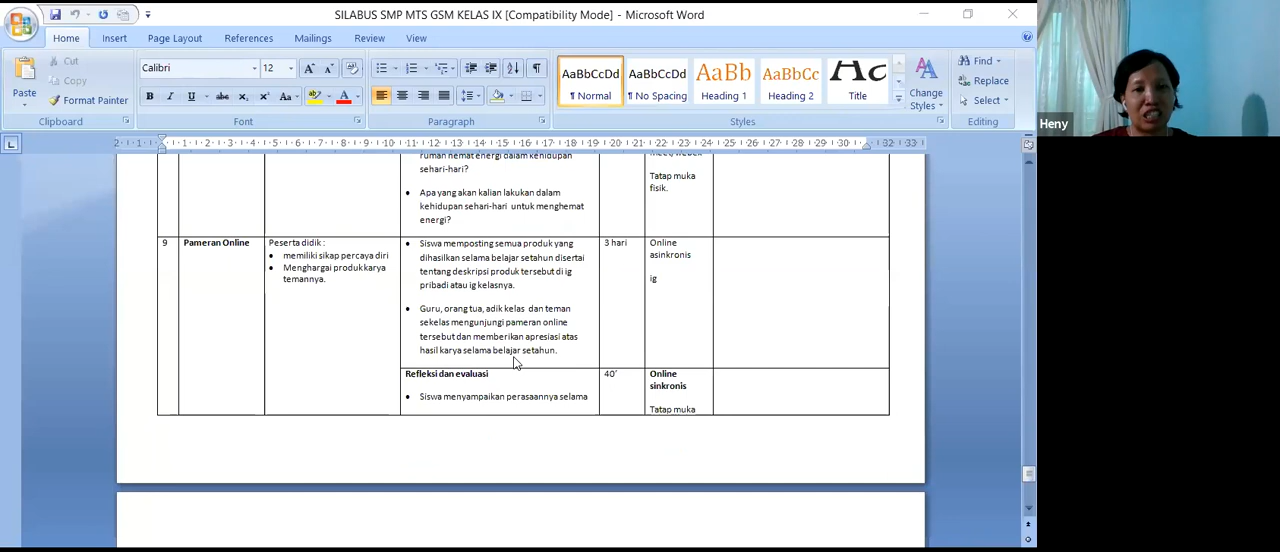 SILABUS SMP MTS GSM KELAS IX [Compatibility Mode] - Microsoft Word
Home Insert Page Layout References Mailings Review View
Paste
Cut
Copy
Format Painter
Clipboard
Calibri 12
Font
Paragraph
AaBbCcDd
¶ Normal
AaBbCcDd
¶ No Spacing
AaBb
Heading 1
AaBbCc
Heading 2
Title
Change
Styles
Styles
Find
Replace
Select
Editing
Heny
sehari-hari?
Apa yang akan kalian lakukan dalam
kehidupan sehari-hari untuk menghemat
energi?
Tatap muka
fisik.
9
Pameran Online
Peserta didik :
memiliki sikap percaya diri
Menghargai produk karya
temannya.
Siswa memposting semua produk yang
dihasilkan selama belajar setahun disertai
tentang deskripsi produk tersebut di ig
pribadi atau ig kelasnya.
Guru, orang tua, adik kelas dan teman
sekelas mengunjungi pameran online
tersebut dan memberikan apresiasi atas
hasil karya selama belajar setahun.
3 hari
Online
asinkronis
ig
Refleksi dan evaluasi
Siswa menyampaikan perasaannya selama
40'
Online
sinkronis
Tatap muka